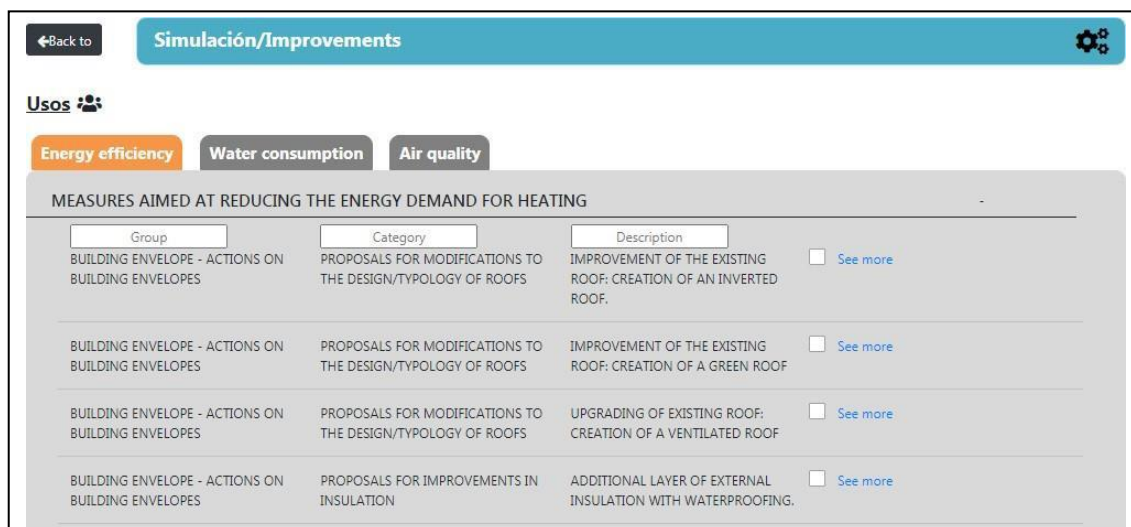 Back to
Simulación/Improvements
Usos
Energy efficiency
Water consumption
Air quality
MEASURES AIMED AT REDUCING THE ENERGY DEMAND FOR HEATING -
Group
Category
Description
BUILDING ENVELOPE - ACTIONS ON
BUILDING ENVELOPES
PROPOSALS FOR MODIFICATIONS TO
THE DESIGN/TYPOLOGY OF ROOFS
IMPROVEMENT OF THE EXISTING
ROOF: CREATION OF AN INVERTED
ROOF.
See more
BUILDING ENVELOPE - ACTIONS ON
BUILDING ENVELOPES
PROPOSALS FOR MODIFICATIONS TO
THE DESIGN/TYPOLOGY OF ROOFS
IMPROVEMENT OF THE EXISTING
ROOF: CREATION OF A GREEN ROOF
See more
BUILDING ENVELOPE - ACTIONS ON
BUILDING ENVELOPES
PROPOSALS FOR MODIFICATIONS TO
THE DESIGN/TYPOLOGY OF ROOFS
UPGRADING OF EXISTING ROOF:
CREATION OF A VENTILATED ROOF
See more
BUILDING ENVELOPE - ACTIONS ON
BUILDING ENVELOPES
PROPOSALS FOR IMPROVEMENTS IN
INSULATION
ADDITIONAL LAYER OF EXTERNAL
INSULATION WITH WATERPROOFING.
See more